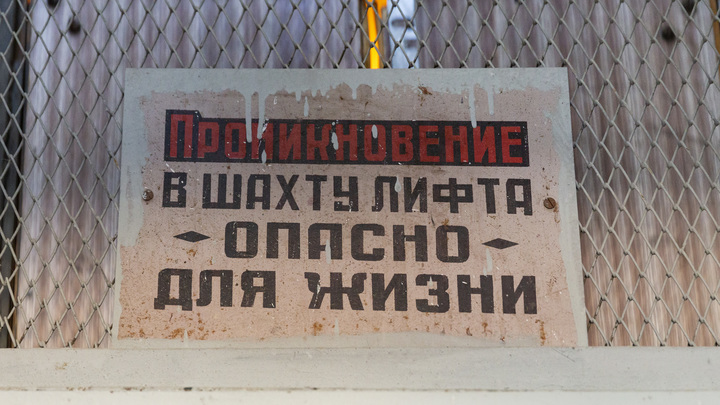 Проникновение
в шахту лифта
опасно
для жизни